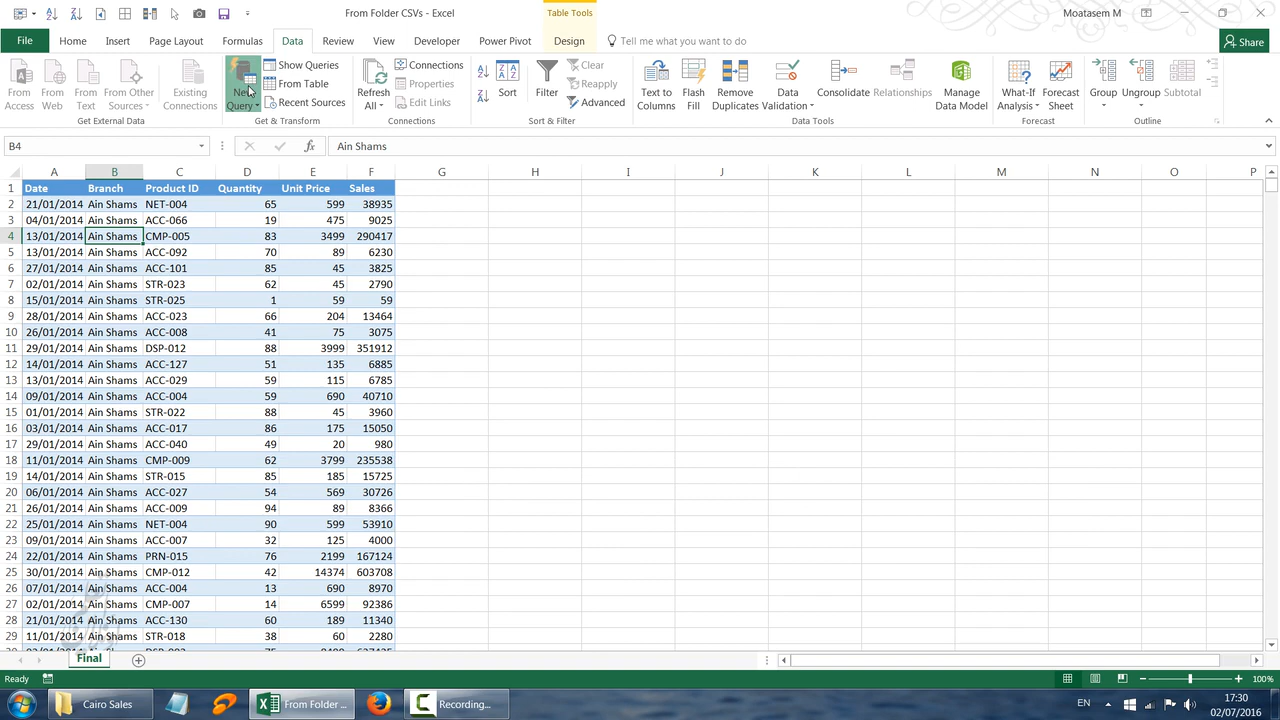 From Folder CSVs - Excel
Table Tools
Moatasem M
File
Home
Insert
Page Layout
Formulas
Data
Review
View
Developer
Power Pivot
Design
Tell me what you want to do
Share
From Access
From Web
From Text
From Other Sources
Existing Connections
Get External Data
New Query
Show Queries
From Table
Recent Sources
Get & Transform
Refresh All
Connections
Properties
Edit Links
Connections
Sort
Filter
Clear
Reapply
Advanced
Sort & Filter
Text to Columns
Flash Fill
Remove Duplicates
Data Validation
Consolidate
Relationships
Manage Data Model
Data Tools
What-If Analysis
Forecast Sheet
Forecast
Group
Ungroup
Subtotal
Outline
B4
fx
Ain Shams
A B C D E F G H I J K L M N O P
1 Date Branch Product ID Quantity Unit Price Sales
2 21/01/2014 Ain Shams NET-004 65 599 38935
3 04/01/2014 Ain Shams ACC-066 19 475 9025
4 13/01/2014 Ain Shams CMP-005 83 3499 290417
5 13/01/2014 Ain Shams ACC-092 70 89 6230
6 27/01/2014 Ain Shams ACC-101 85 45 3825
7 02/01/2014 Ain Shams STR-023 62 45 2790
8 15/01/2014 Ain Shams STR-025 1 59 59
9 28/01/2014 Ain Shams ACC-023 66 204 13464
10 26/01/2014 Ain Shams ACC-008 41 75 3075
11 29/01/2014 Ain Shams DSP-012 88 3999 351912
12 14/01/2014 Ain Shams ACC-127 51 135 6885
13 13/01/2014 Ain Shams ACC-029 59 115 6785
14 09/01/2014 Ain Shams ACC-004 59 690 40710
15 01/01/2014 Ain Shams STR-022 88 45 3960
16 03/01/2014 Ain Shams ACC-017 86 175 15050
17 29/01/2014 Ain Shams ACC-040 49 20 980
18 11/01/2014 Ain Shams CMP-009 62 3799 235538
19 14/01/2014 Ain Shams STR-015 85 185 15725
20 06/01/2014 Ain Shams ACC-027 54 569 30726
21 26/01/2014 Ain Shams ACC-009 94 89 8366
22 25/01/2014 Ain Shams NET-004 90 599 53910
23 09/01/2014 Ain Shams ACC-007 32 125 4000
24 22/01/2014 Ain Shams PRN-015 76 2199 167124
25 30/01/2014 Ain Shams CMP-012 42 14374 603708
26 07/01/2014 Ain Shams ACC-004 13 690 8970
27 02/01/2014 Ain Shams CMP-007 14 6599 92386
28 21/01/2014 Ain Shams ACC-130 60 189 11340
29 11/01/2014 Ain Shams STR-018 38 60 2280
Final
Ready
100%
Cairo Sales
From Folder ...
Recording...
EN
17:30
02/07/2016